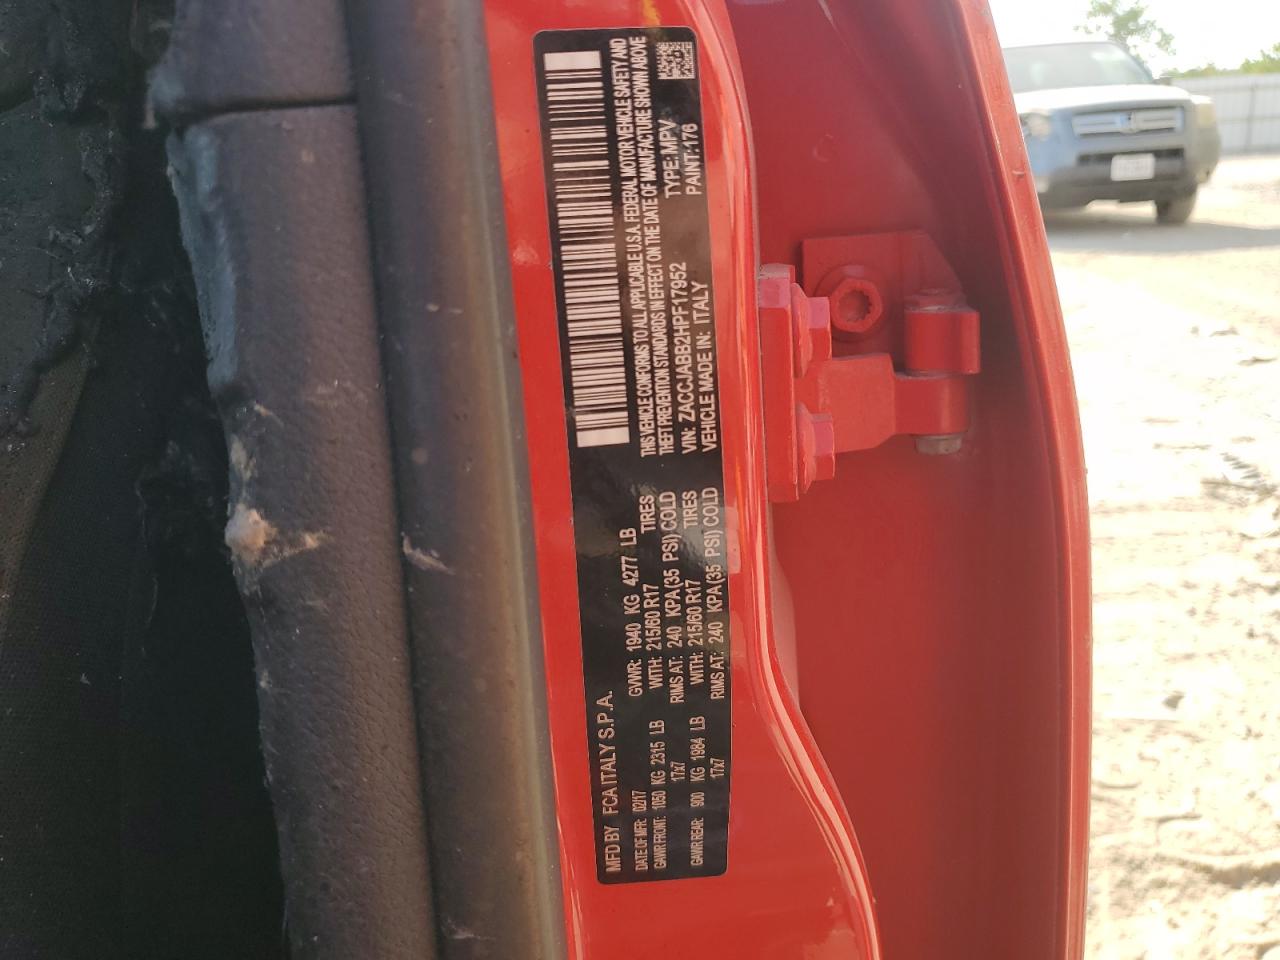 MFD BY FCA ITALY S.P.A.
DATE OF MFR: 02/17 GVWR: 1940 KG 4277 LB
GAWR FRONT: 1050 KG 2315 LB WITH: 215/60 R17 TIRES
17x7 RIMS AT: 240 KPA(35 PSI) COLD
GAWR REAR: 900 KG 1984 LB WITH: 215/60 R17 TIRES
17x7 RIMS AT: 240 KPA(35 PSI) COLD
THIS VEHICLE CONFORMS TO ALL APPLICABLE U.S.A. FEDERAL MOTOR VEHICLE SAFETY AND
THEFT PREVENTION STANDARDS IN EFFECT ON THE DATE OF MANUFACTURE SHOWN ABOVE
VIN: ZACCJABB2HPF17952 TYPE: MPV
VEHICLE MADE IN: ITALY PAINT: 176